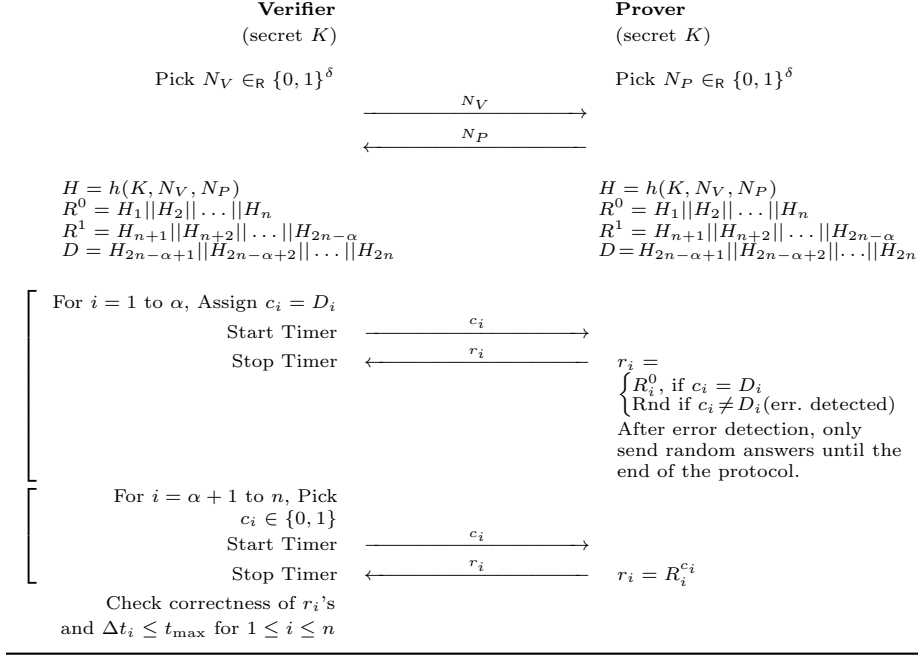 Verifier Prover
(secret K) (secret K)
Pick N_V ∈_R {0, 1}^δ Pick N_P ∈_R {0, 1}^δ
N_V
N_P
H = h(K, N_V, N_P) H = h(K, N_V, N_P)
R^0 = H_1||H_2|| . . . ||H_n R^0 = H_1||H_2|| . . . ||H_n
R^1 = H_{n+1}||H_{n+2}|| . . . ||H_{2n−α} R^1 = H_{n+1}||H_{n+2}|| . . . ||H_{2n−α}
D = H_{2n−α+1}||H_{2n−α+2}|| . . . ||H_{2n} D = H_{2n−α+1}||H_{2n−α+2}||...||H_{2n}
For i = 1 to α, Assign c_i = D_i
Start Timer c_i
Stop Timer r_i r_i =
{ R_i^0, if c_i = D_i
Rnd if c_i ≠ D_i(err. detected)
After error detection, only
send random answers until the
end of the protocol.
For i = α + 1 to n, Pick
c_i ∈ {0, 1}
Start Timer c_i
Stop Timer r_i r_i = R_i^{c_i}
Check correctness of r_i's
and Δt_i ≤ t_max for 1 ≤ i ≤ n